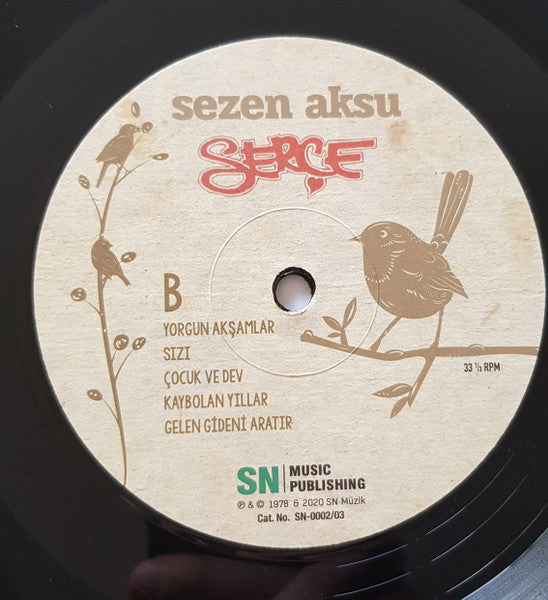 sezen aksu
SERÇE
B
YORGUN AKŞAMLAR
SIZI
ÇOCUK VE DEV
KAYBOLAN YILLAR
GELEN GİDENİ ARATIR
33 ⅓ RPM
SN MUSIC
PUBLISHING
℗ & © 1978 & 2020 SN Müzik
Cat. No. SN-0002/03